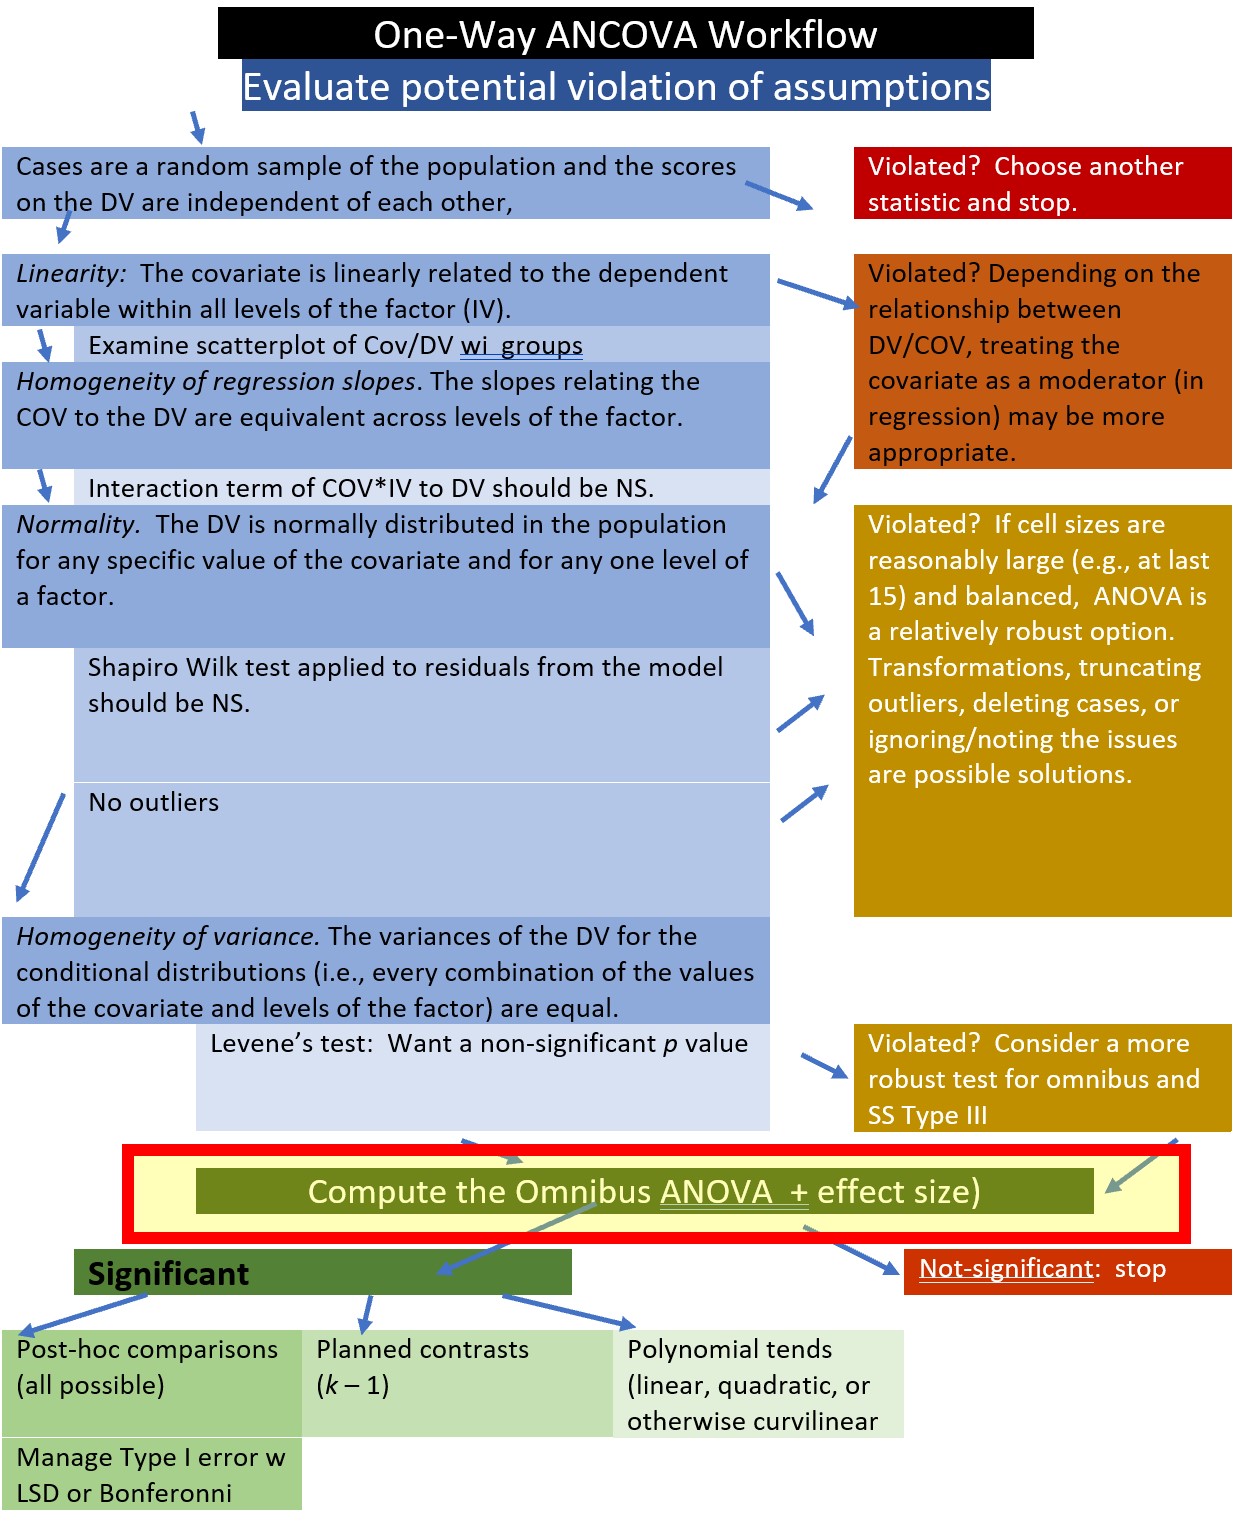 One-Way ANCOVA Workflow
Evaluate potential violation of assumptions
Cases are a random sample of the population and the scores
on the DV are independent of each other,
Violated?  Choose another
statistic and stop.
Linearity:  The covariate is linearly related to the dependent
variable within all levels of the factor (IV).
Examine scatterplot of Cov/DV wi  groups
Violated? Depending on the
relationship between
DV/COV, treating the
covariate as a moderator (in
regression) may be more
appropriate.
Homogeneity of regression slopes. The slopes relating the
COV to the DV are equivalent across levels of the factor.
Interaction term of COV*IV to DV should be NS.
Normality.  The DV is normally distributed in the population
for any specific value of the covariate and for any one level of
a factor.
Violated?  If cell sizes are
reasonably large (e.g., at last
15) and balanced,  ANOVA is
a relatively robust option.
Transformations, truncating
outliers, deleting cases, or
ignoring/noting the issues
are possible solutions.
Shapiro Wilk test applied to residuals from the model
should be NS.
No outliers
Homogeneity of variance. The variances of the DV for the
conditional distributions (i.e., every combination of the values
of the covariate and levels of the factor) are equal.
Levene’s test:  Want a non-significant p value
Violated?  Consider a more
robust test for omnibus and
SS Type III
Compute the Omnibus ANOVA  + effect size)
Significant
Not-significant:  stop
Post-hoc comparisons
(all possible)
Planned contrasts
(k – 1)
Polynomial tends
(linear, quadratic, or
otherwise curvilinear
Manage Type I error w
LSD or Bonferonni